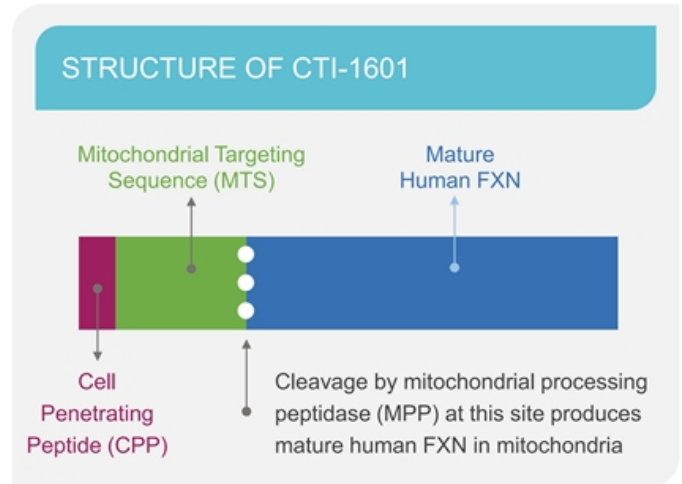 STRUCTURE OF CTI-1601
Mitochondrial Targeting
Sequence (MTS)
Mature
Human FXN
Cell
Penetrating
Peptide (CPP)
Cleavage by mitochondrial processing
peptidase (MPP) at this site produces
mature human FXN in mitochondria